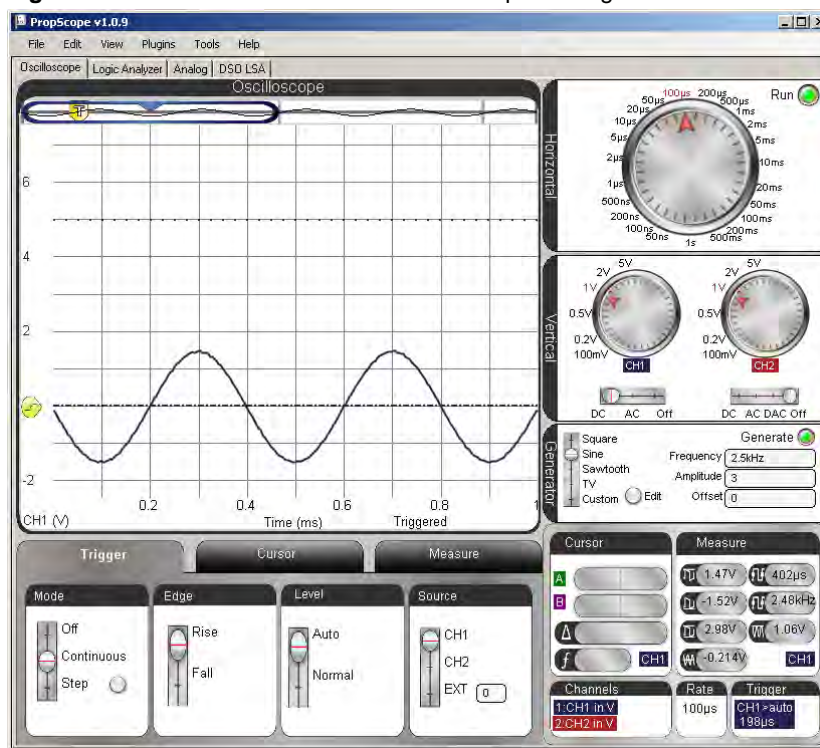 PropScope v1.0.9
File Edit View Plugins Tools Help
Oscilloscope Logic Analyzer Analog DSO LSA
Oscilloscope
T
6
4
2
-2
0.2 0.4 0.6 0.8 1
CH1 (V) Time (ms) Triggered
Horizontal
Run
50ns
100ns
200ns
500ns
1µs
2µs
5µs
10µs
20µs
50µs
100µs
200µs
500µs
1ms
2ms
5ms
10ms
20ms
50ms
100ms
200ms
500ms
1s
Vertical
5V
2V
1V
0.5V
0.2V
100mV
CH1
DC AC Off
5V
2V
1V
0.5V
0.2V
100mV
CH2
DC AC DAC Off
Generator
Square
Sine
Sawtooth
TV
Custom Edit
Generate
Frequency 2.5kHz
Amplitude 3
Offset 0
Trigger Cursor Measure
Mode
Off
Continuous
Step
Edge
Rise
Fall
Level
Auto
Normal
Source
CH1
CH2
EXT 0
Cursor
A
B
Δ
f CH1
Measure
1.47V 402µs
-1.52V 2.48kHz
2.98V 1.06V
-0.214V CH1
Channels
1:CH1 in V
2:CH2 in V
Rate
100µs
Trigger
CH1>auto
198µs